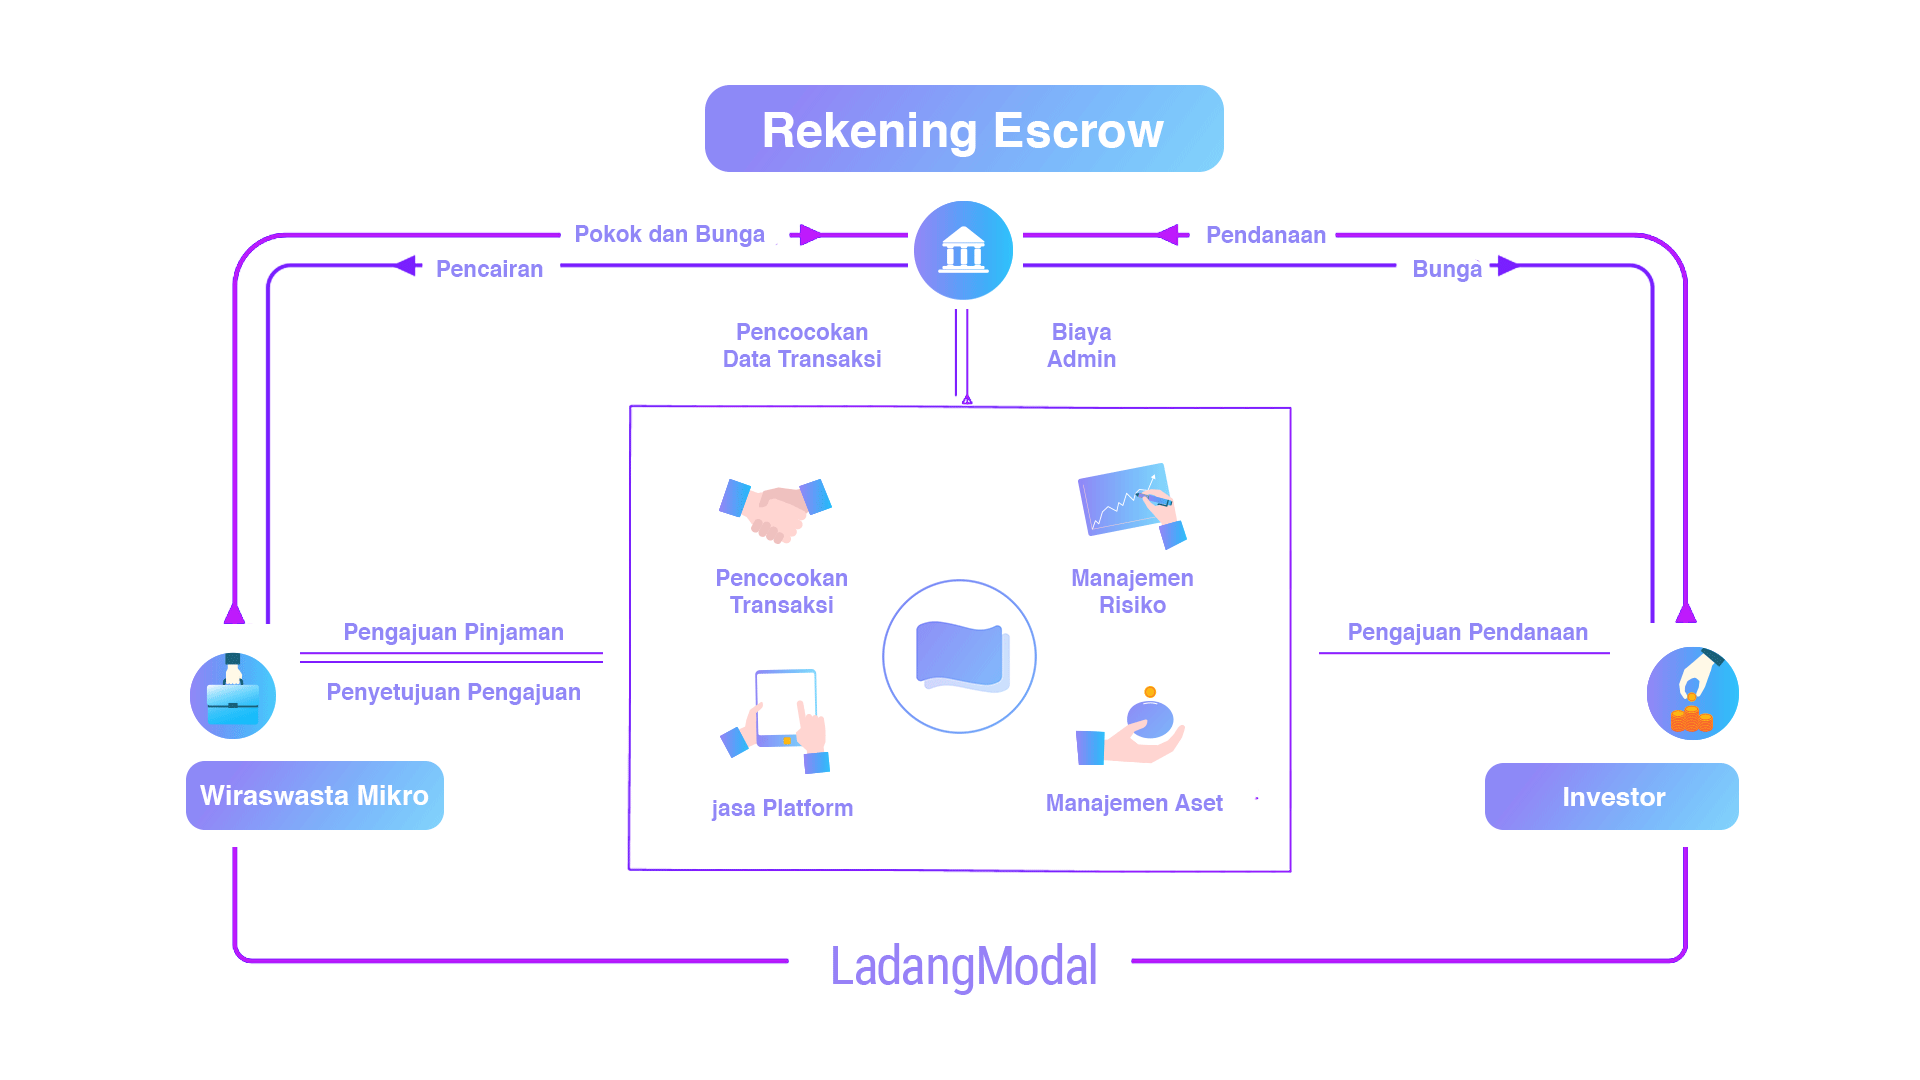 Rekening Escrow
Pokok dan Bunga
Pendanaan
Pencairan
Bunga
Pencocokan
Data Transaksi
Biaya
Admin
Pencocokan
Transaksi
Manajemen
Risiko
Pengajuan Pinjaman
Penyetujuan Pengajuan
Pengajuan Pendanaan
jasa Platform
Manajemen Aset
Wiraswasta Mikro
Investor
LadangModal